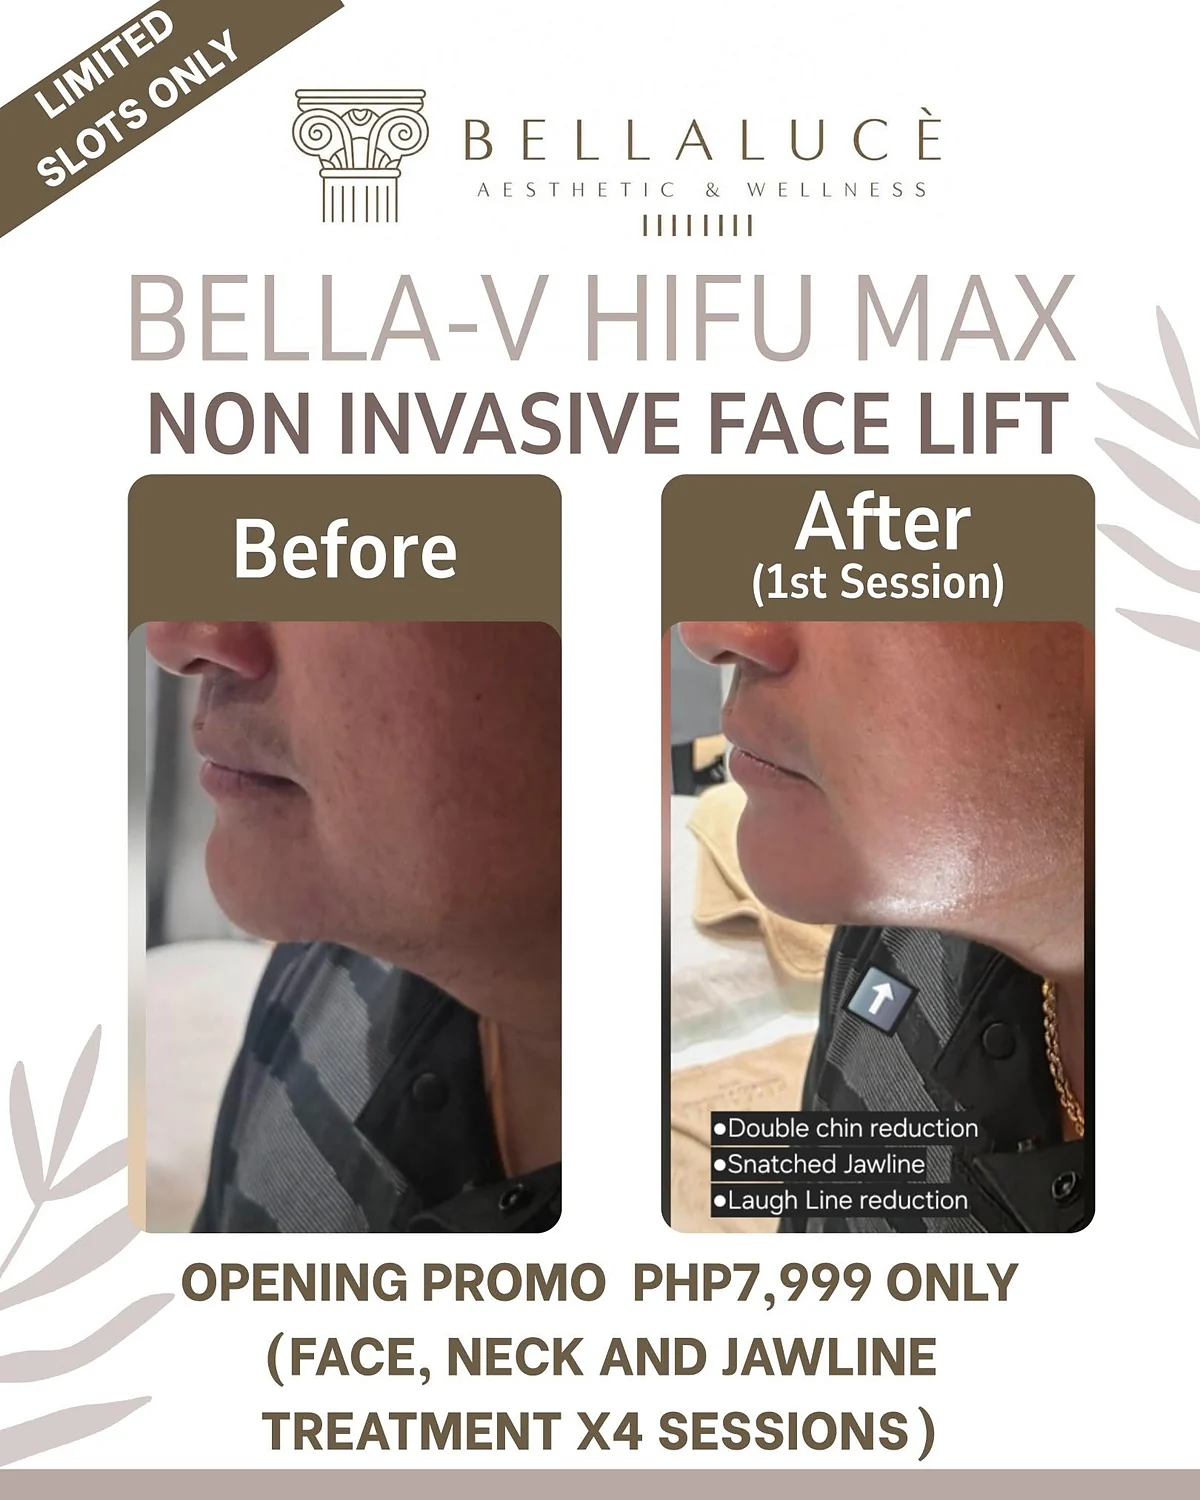 LIMITED
SLOTS ONLY
BELLALUCÈ
AESTHETIC & WELLNESS
BELLA-V HIFU MAX
NON INVASIVE FACE LIFT
Before
After
(1st Session)
●Double chin reduction
●Snatched Jawline
●Laugh Line reduction
OPENING PROMO PHP7,999 ONLY
(FACE, NECK AND JAWLINE
TREATMENT X4 SESSIONS)